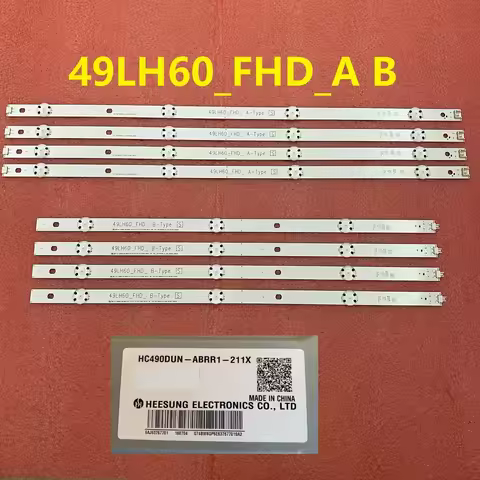 49LH60_FHD_A B
49LH60_FHD_ A-Type S
49LH60_FHD_ A-Type S
49LH60_FHD_ A-Type S
49LH60_FHD_ A-Type S
49LH60_FHD_ B-Type S
49LH60_FHD_ B-Type S
49LH60_FHD_ B-Type S
49LH60_FHD_ B-Type S
HC490DUN-ABRR1-211X
MADE IN CHINA
HEESUNG ELECTRONICS CO., LTD